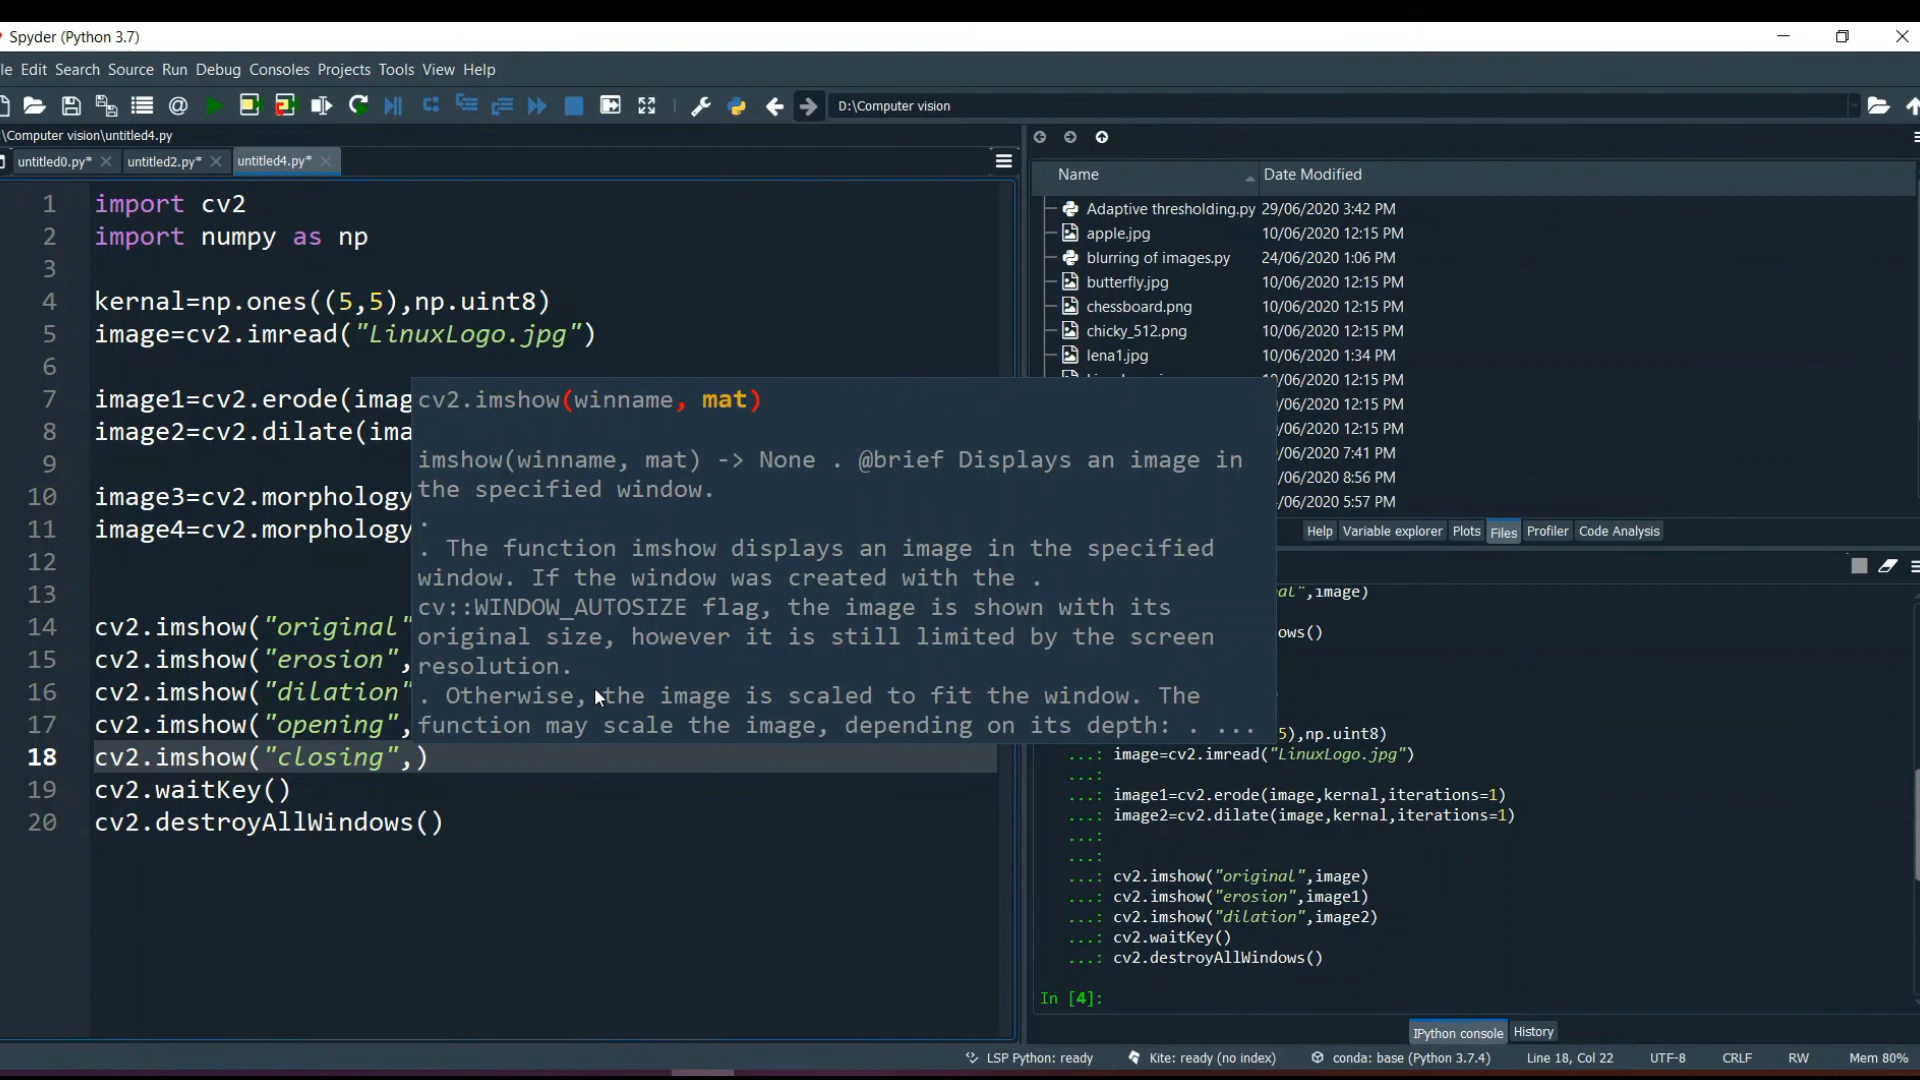 Spyder (Python 3.7)
le Edit Search Source Run Debug Consoles Projects Tools View Help
D:\Computer vision
:\Computer vision\untitled4.py
untitled0.py* untitled2.py* untitled4.py*
1 import cv2
2 import numpy as np
3
4 kernal=np.ones((5,5),np.uint8)
5 image=cv2.imread("LinuxLogo.jpg")
6
7 image1=cv2.erode(imag
8 image2=cv2.dilate(ima
9
10 image3=cv2.morphology
11 image4=cv2.morphology
12
13
14 cv2.imshow("original"
15 cv2.imshow("erosion",
16 cv2.imshow("dilation"
17 cv2.imshow("opening",
18 cv2.imshow("closing",)
19 cv2.waitKey()
20 cv2.destroyAllWindows()
cv2.imshow(winname, mat)
imshow(winname, mat) -> None . @brief Displays an image in
the specified window.
.
. The function imshow displays an image in the specified
window. If the window was created with the .
cv::WINDOW_AUTOSIZE flag, the image is shown with its
original size, however it is still limited by the screen
resolution.
. Otherwise, the image is scaled to fit the window. The
function may scale the image, depending on its depth: . ...
Name Date Modified
Adaptive thresholding.py 29/06/2020 3:42 PM
apple.jpg 10/06/2020 12:15 PM
blurring of images.py 24/06/2020 1:06 PM
butterfly.jpg 10/06/2020 12:15 PM
chessboard.png 10/06/2020 12:15 PM
chicky_512.png 10/06/2020 12:15 PM
lena1.jpg 10/06/2020 1:34 PM
/06/2020 12:15 PM
/06/2020 12:15 PM
/06/2020 12:15 PM
/06/2020 7:41 PM
/06/2020 8:56 PM
/06/2020 5:57 PM
Help Variable explorer Plots Files Profiler Code Analysis
al",image)
ows()
5),np.uint8)
...: image=cv2.imread("LinuxLogo.jpg")
...:
...: image1=cv2.erode(image,kernal,iterations=1)
...: image2=cv2.dilate(image,kernal,iterations=1)
...:
...:
...: cv2.imshow("original",image)
...: cv2.imshow("erosion",image1)
...: cv2.imshow("dilation",image2)
...: cv2.waitKey()
...: cv2.destroyAllWindows()
In [4]:
IPython console History
LSP Python: ready Kite: ready (no index) conda: base (Python 3.7.4) Line 18, Col 22 UTF-8 CRLF RW Mem 80%